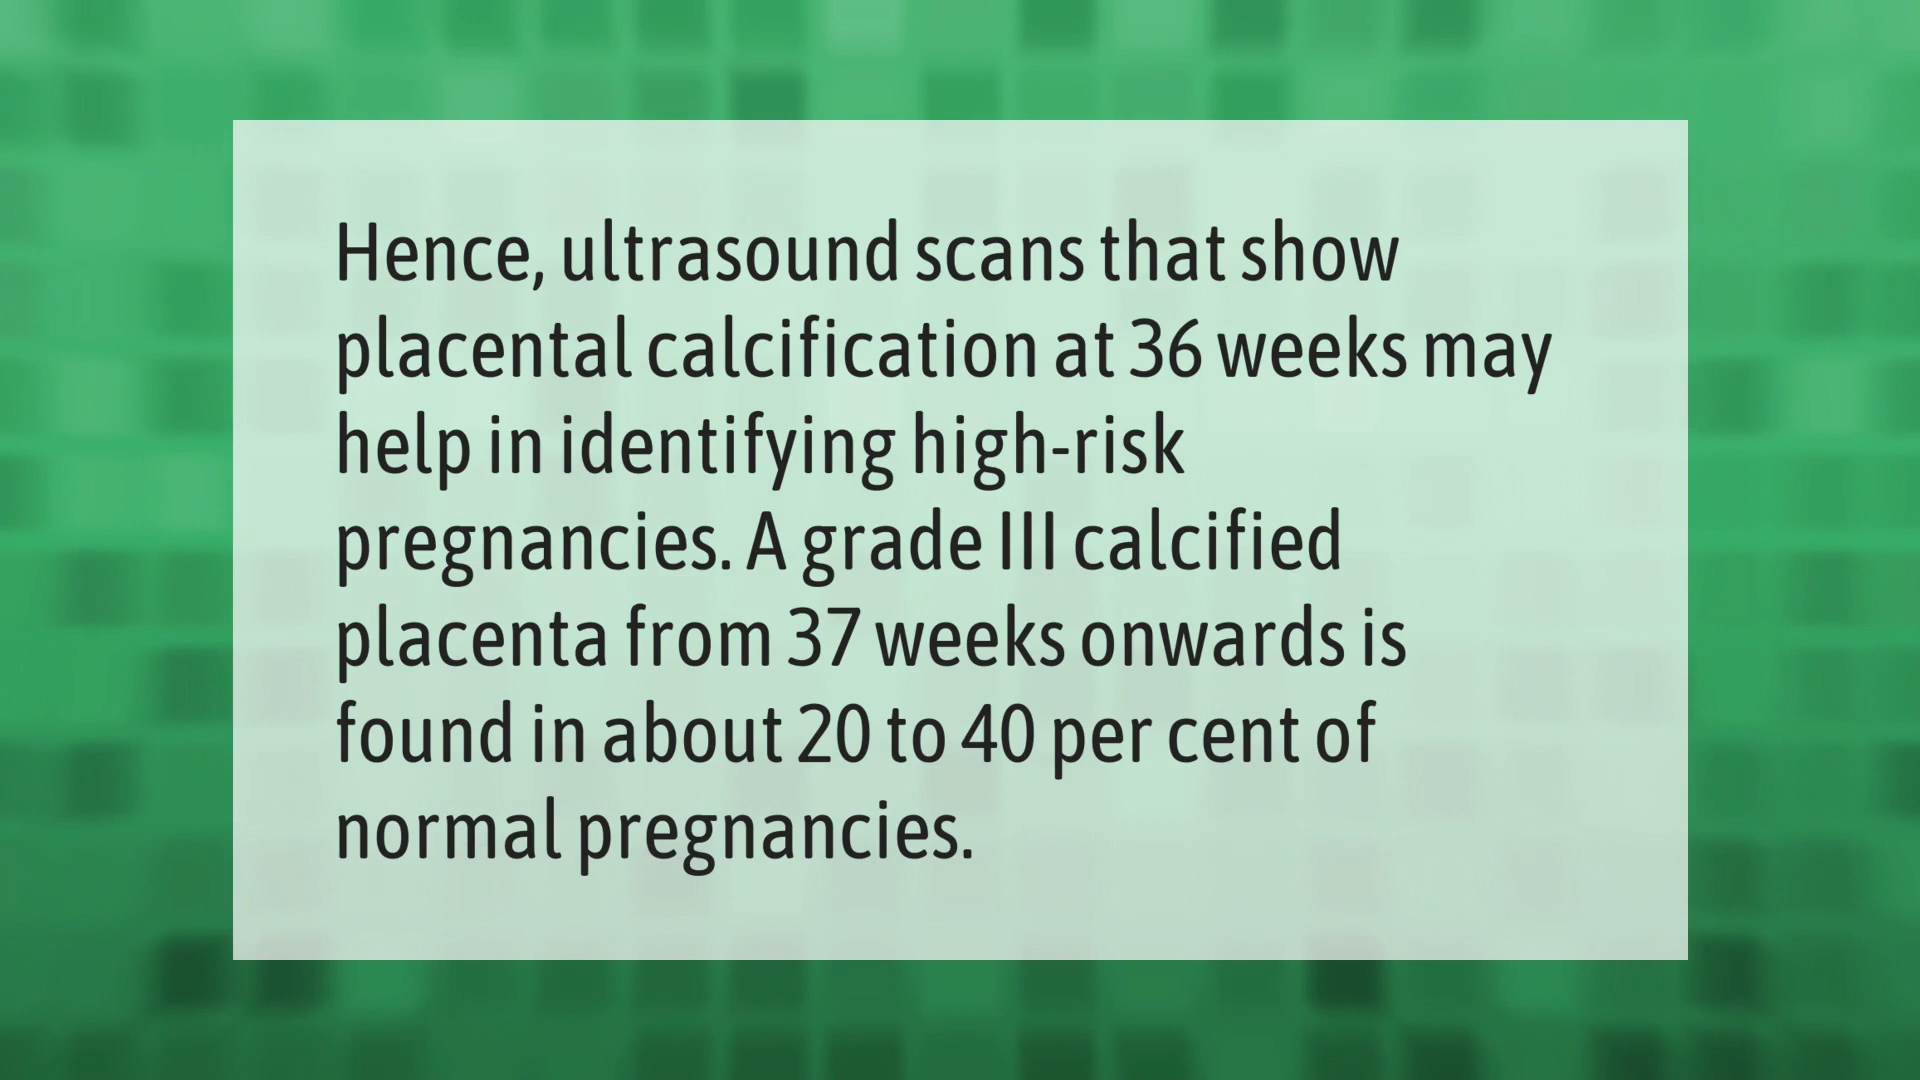 Hence, ultrasound scans that show
placental calcification at 36 weeks may
help in identifying high-risk
pregnancies. A grade III calcified
placenta from 37 weeks onwards is
found in about 20 to 40 per cent of
normal pregnancies.